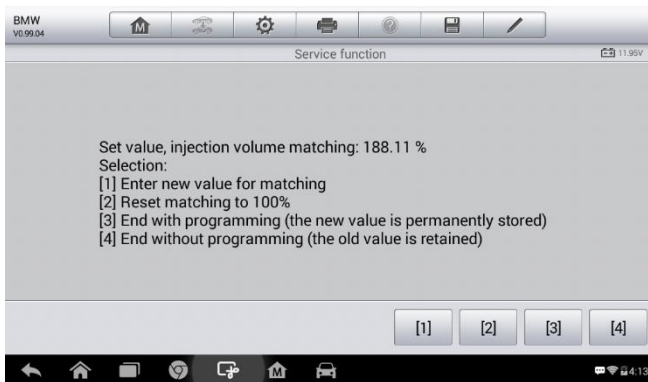 BMW
V0.99.04
Service function
11.95V
Set value, injection volume matching: 188.11 %
Selection:
[1] Enter new value for matching
[2] Reset matching to 100%
[3] End with programming (the new value is permanently stored)
[4] End without programming (the old value is retained)
[1] [2] [3] [4]
M
4:13